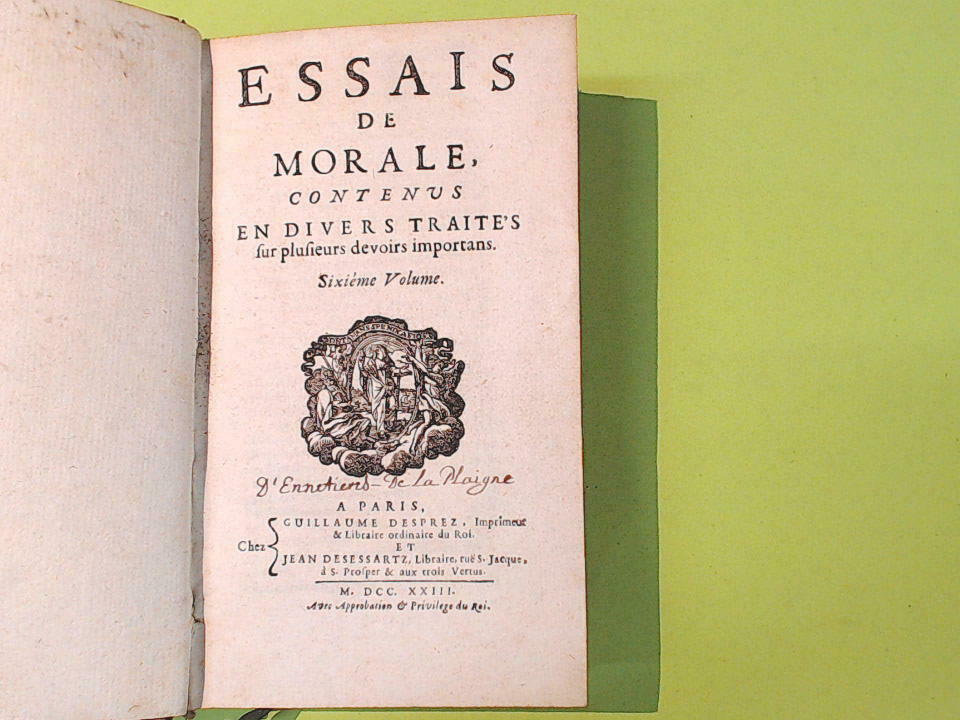 ESSAIS
DE
MORALE,
CONTENUS
EN DIVERS TRAITE'S
sur plusieurs devoirs importans.
Sixiéme Volume.
De la Plaigne
A PARIS,
GUILLAUME DESPREZ, Imprimeur
& Libraire ordinaire du Roi.
Chez ET
JEAN DESESSARTZ, Libraire, ruë S. Jacque,
à S. Prosper & aux trois Vertus.
M. DCC. XXIII.
Avec Approbation & Privilege du Roi.